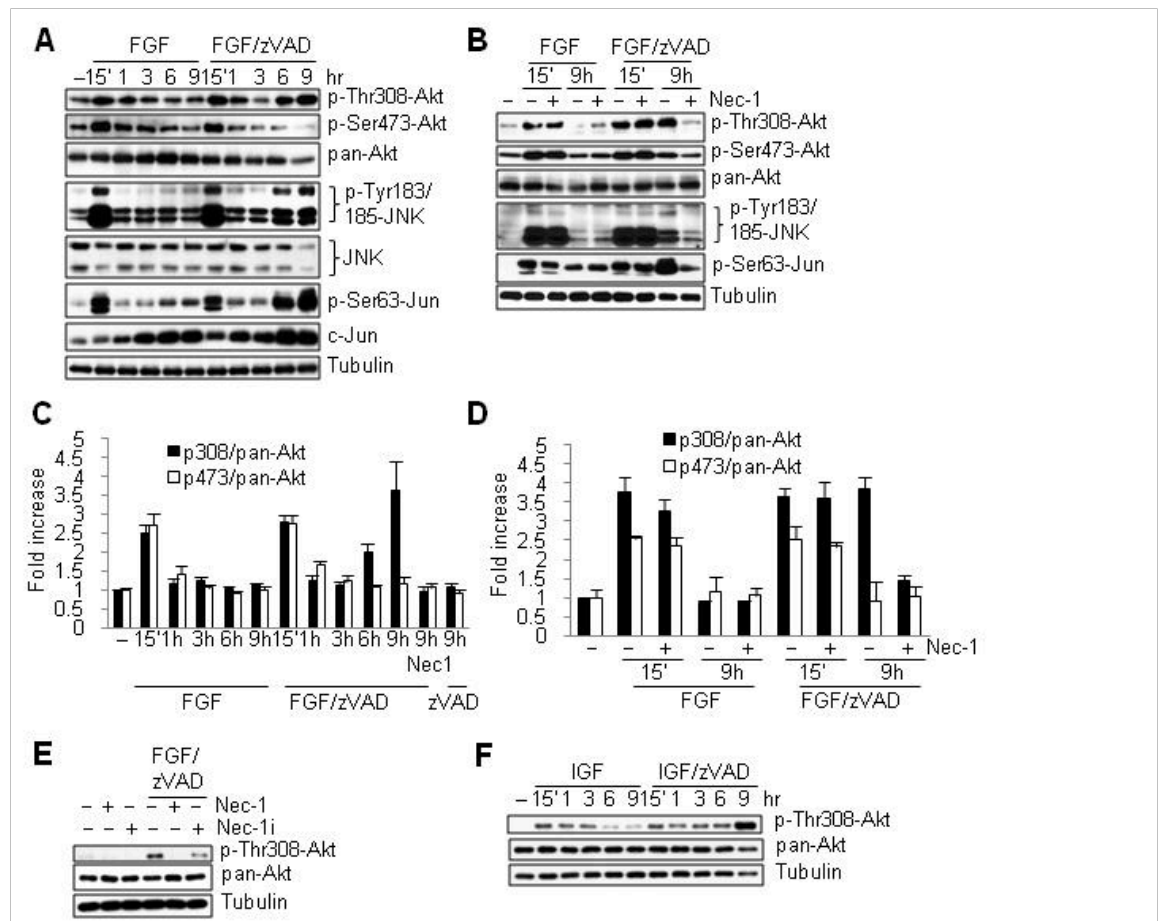 A
FGF FGF/zVAD
–15' 1 3 6 915'1 3 6 9 hr
p-Thr308-Akt
p-Ser473-Akt
pan-Akt
p-Tyr183/
185-JNK
JNK
p-Ser63-Jun
c-Jun
Tubulin
B
FGF FGF/zVAD
15' 9h 15' 9h
- - + - + - + - + Nec-1
p-Thr308-Akt
p-Ser473-Akt
pan-Akt
p-Tyr183/
185-JNK
p-Ser63-Jun
Tubulin
C
p308/pan-Akt
p473/pan-Akt
Fold increase
5
4.5
4
3.5
3
2.5
2
1.5
1
0.5
0
– 15'1h 3h 6h 9h 15'1h 3h 6h 9h 9h 9h
Nec1
FGF FGF/zVAD zVAD
D
p308/pan-Akt
p473/pan-Akt
Fold increase
5
4.5
4
3.5
3
2.5
2
1.5
1
0.5
0
– – + – + – + – + Nec-1
15' 9h 15' 9h
FGF FGF/zVAD
E
FGF/
zVAD
– + – – + – Nec-1
– – + – – + Nec-1i
p-Thr308-Akt
pan-Akt
Tubulin
F
IGF IGF/zVAD
–15' 1 3 6 915' 1 3 6 9 hr
p-Thr308-Akt
pan-Akt
Tubulin